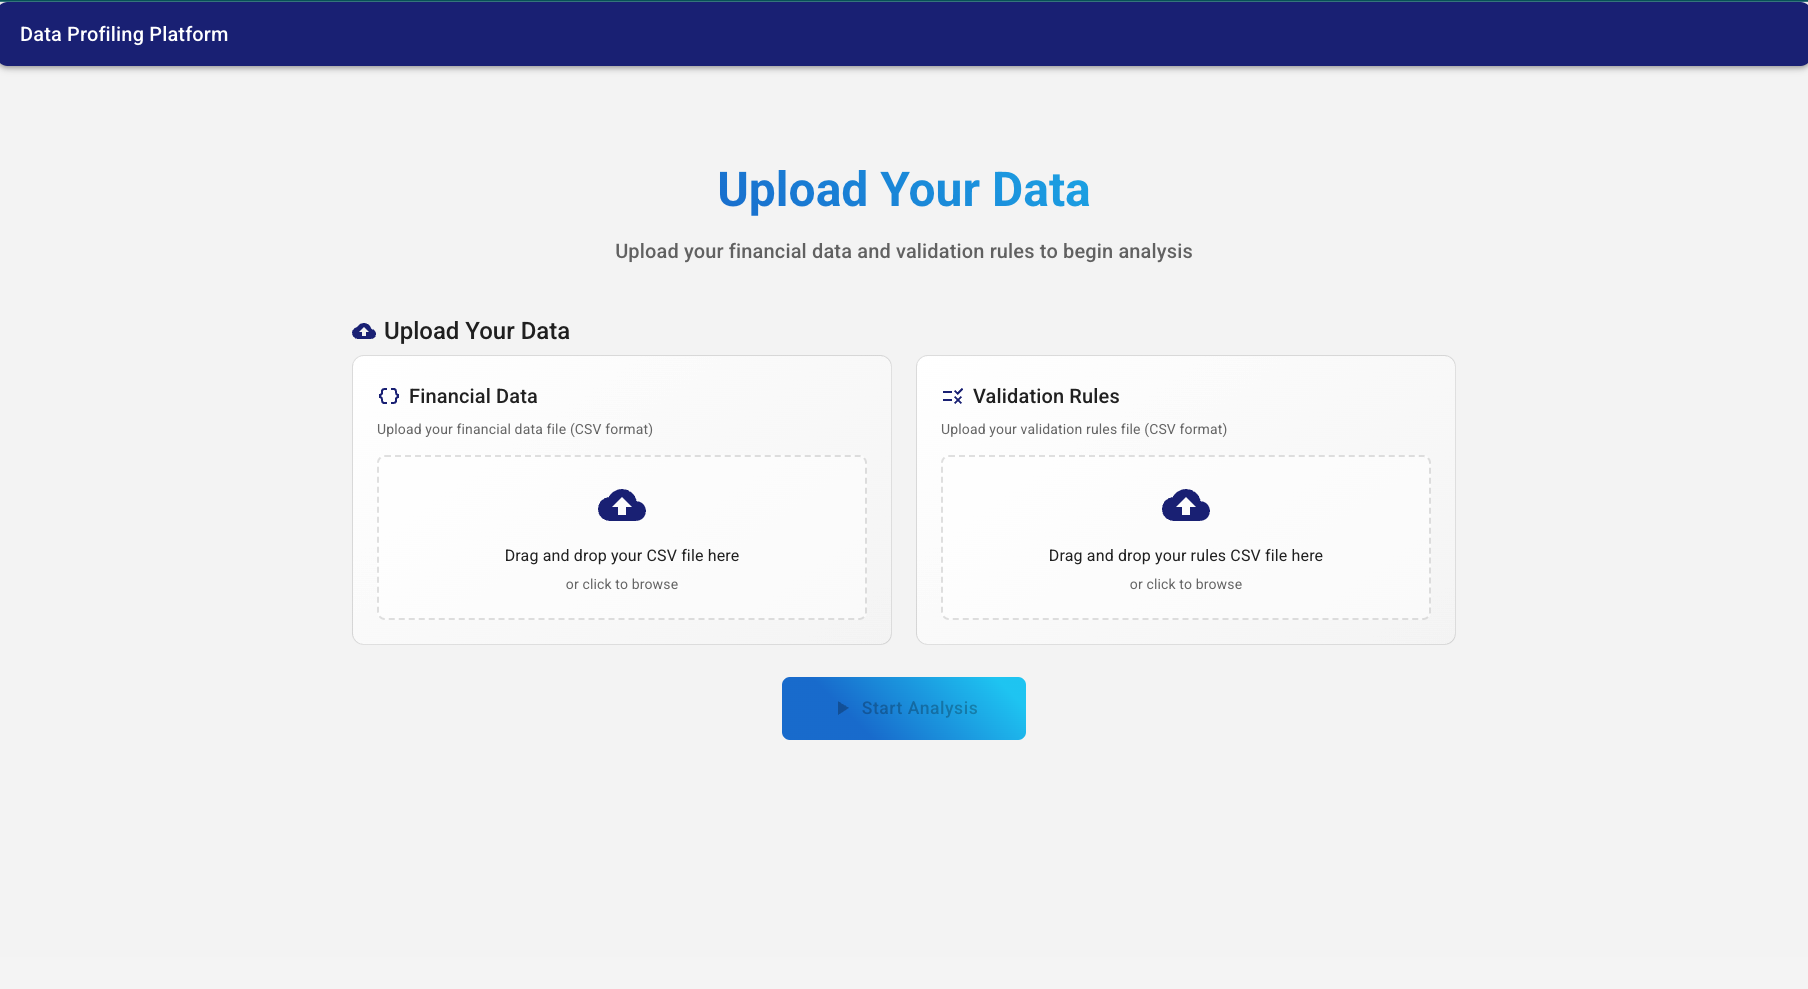 Data Profiling Platform
Upload Your Data
Upload your financial data and validation rules to begin analysis
Upload Your Data
Financial Data
Upload your financial data file (CSV format)
Drag and drop your CSV file here
or click to browse
Validation Rules
Upload your validation rules file (CSV format)
Drag and drop your rules CSV file here
or click to browse
Start Analysis